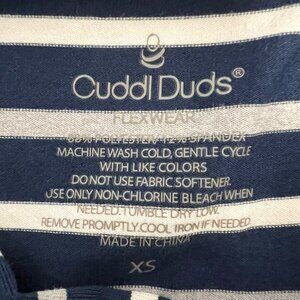 Cuddl Duds®
FLEXWEAR
POLYESTER 12% SPANDEX
MACHINE WASH COLD, GENTLE CYCLE
WITH LIKE COLORS
DO NOT USE FABRIC SOFTENER.
USE ONLY NON-CHLORINE BLEACH WHEN
NEEDED. TUMBLE DRY LOW.
REMOVE PROMPTLY. COOL IRON IF NEEDED.
MADE IN CHINA
XS